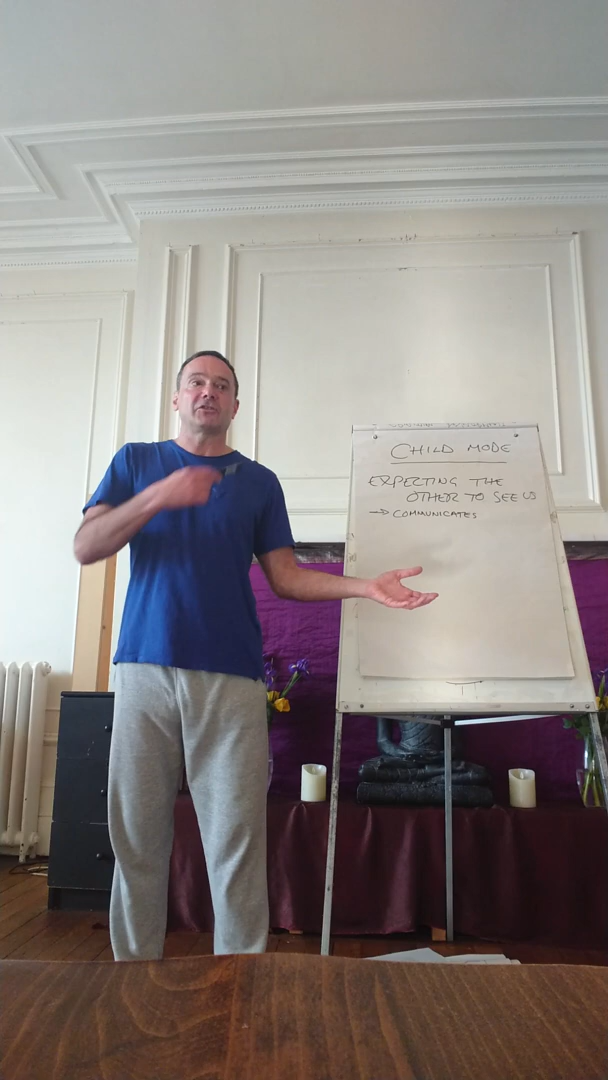 CHILD MODE
EXPECTING THE
OTHER TO SEE US
→ COMMUNICATES